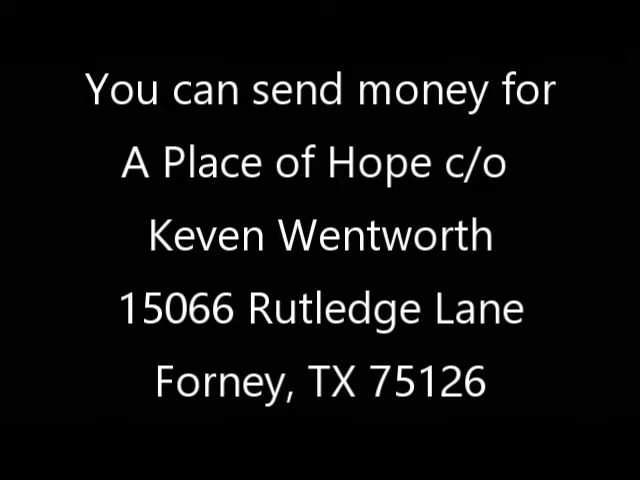 You can send money for
A Place of Hope c/o
Keven Wentworth
15066 Rutledge Lane
Forney, TX 75126